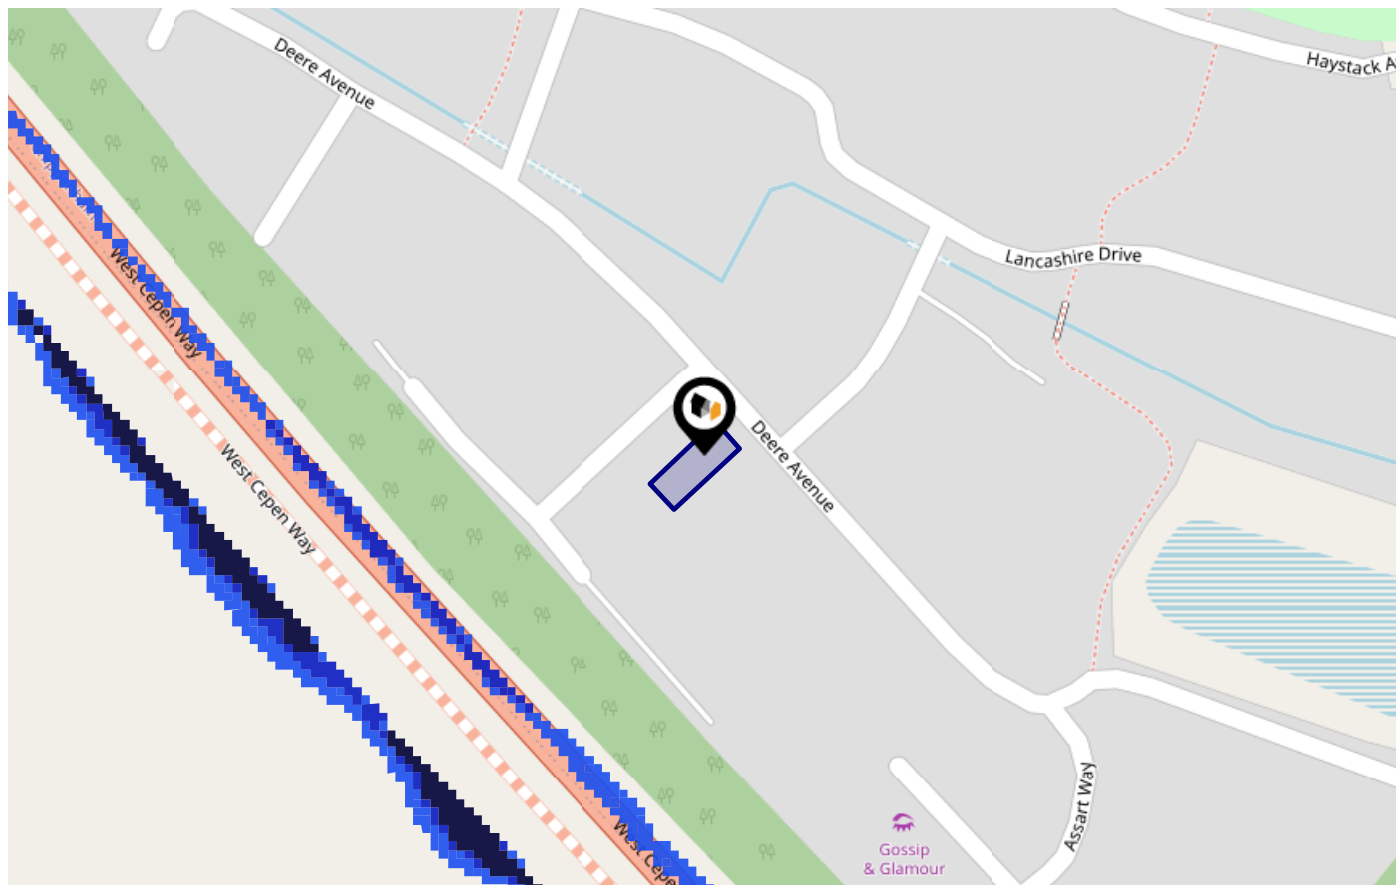 Deere Avenue
Haystack A
West Cepen Way
Lancashire Drive
Deere Avenue
West Cepen Way
West Cepe
Assart Way
Gossip
& Glamour